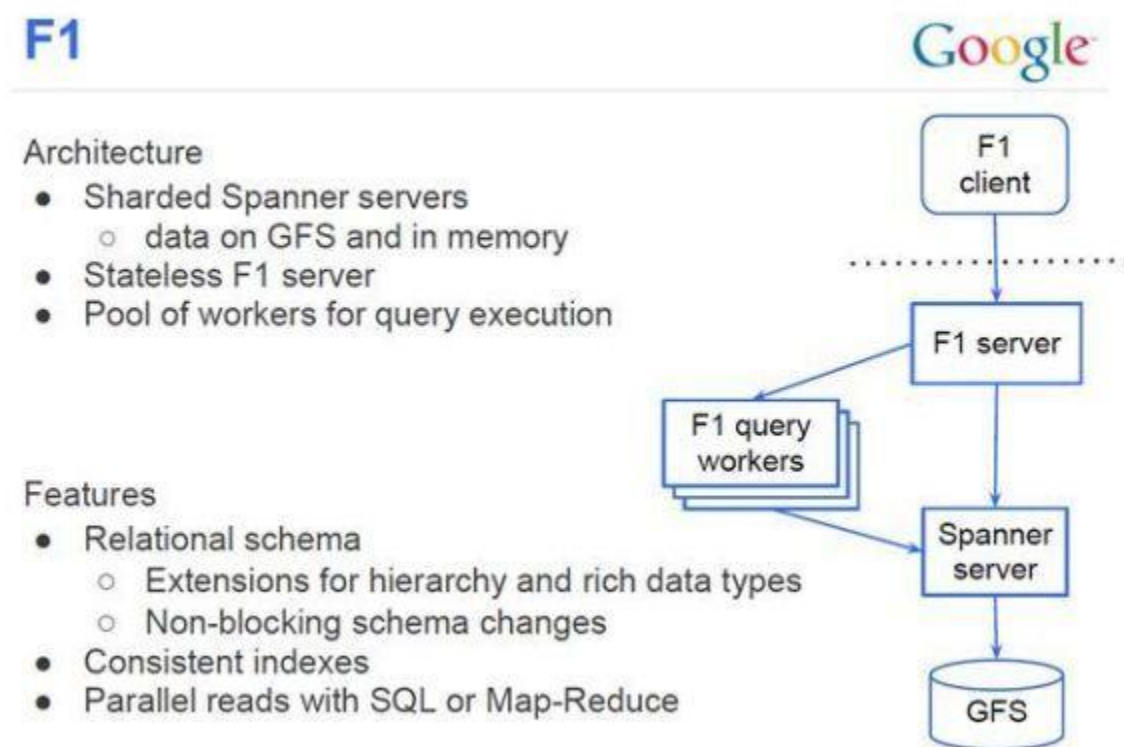 F1
Google
Architecture
● Sharded Spanner servers
○ data on GFS and in memory
● Stateless F1 server
● Pool of workers for query execution
Features
● Relational schema
○ Extensions for hierarchy and rich data types
○ Non-blocking schema changes
● Consistent indexes
● Parallel reads with SQL or Map-Reduce
F1
client
F1 server
F1 query
workers
Spanner
server
GFS